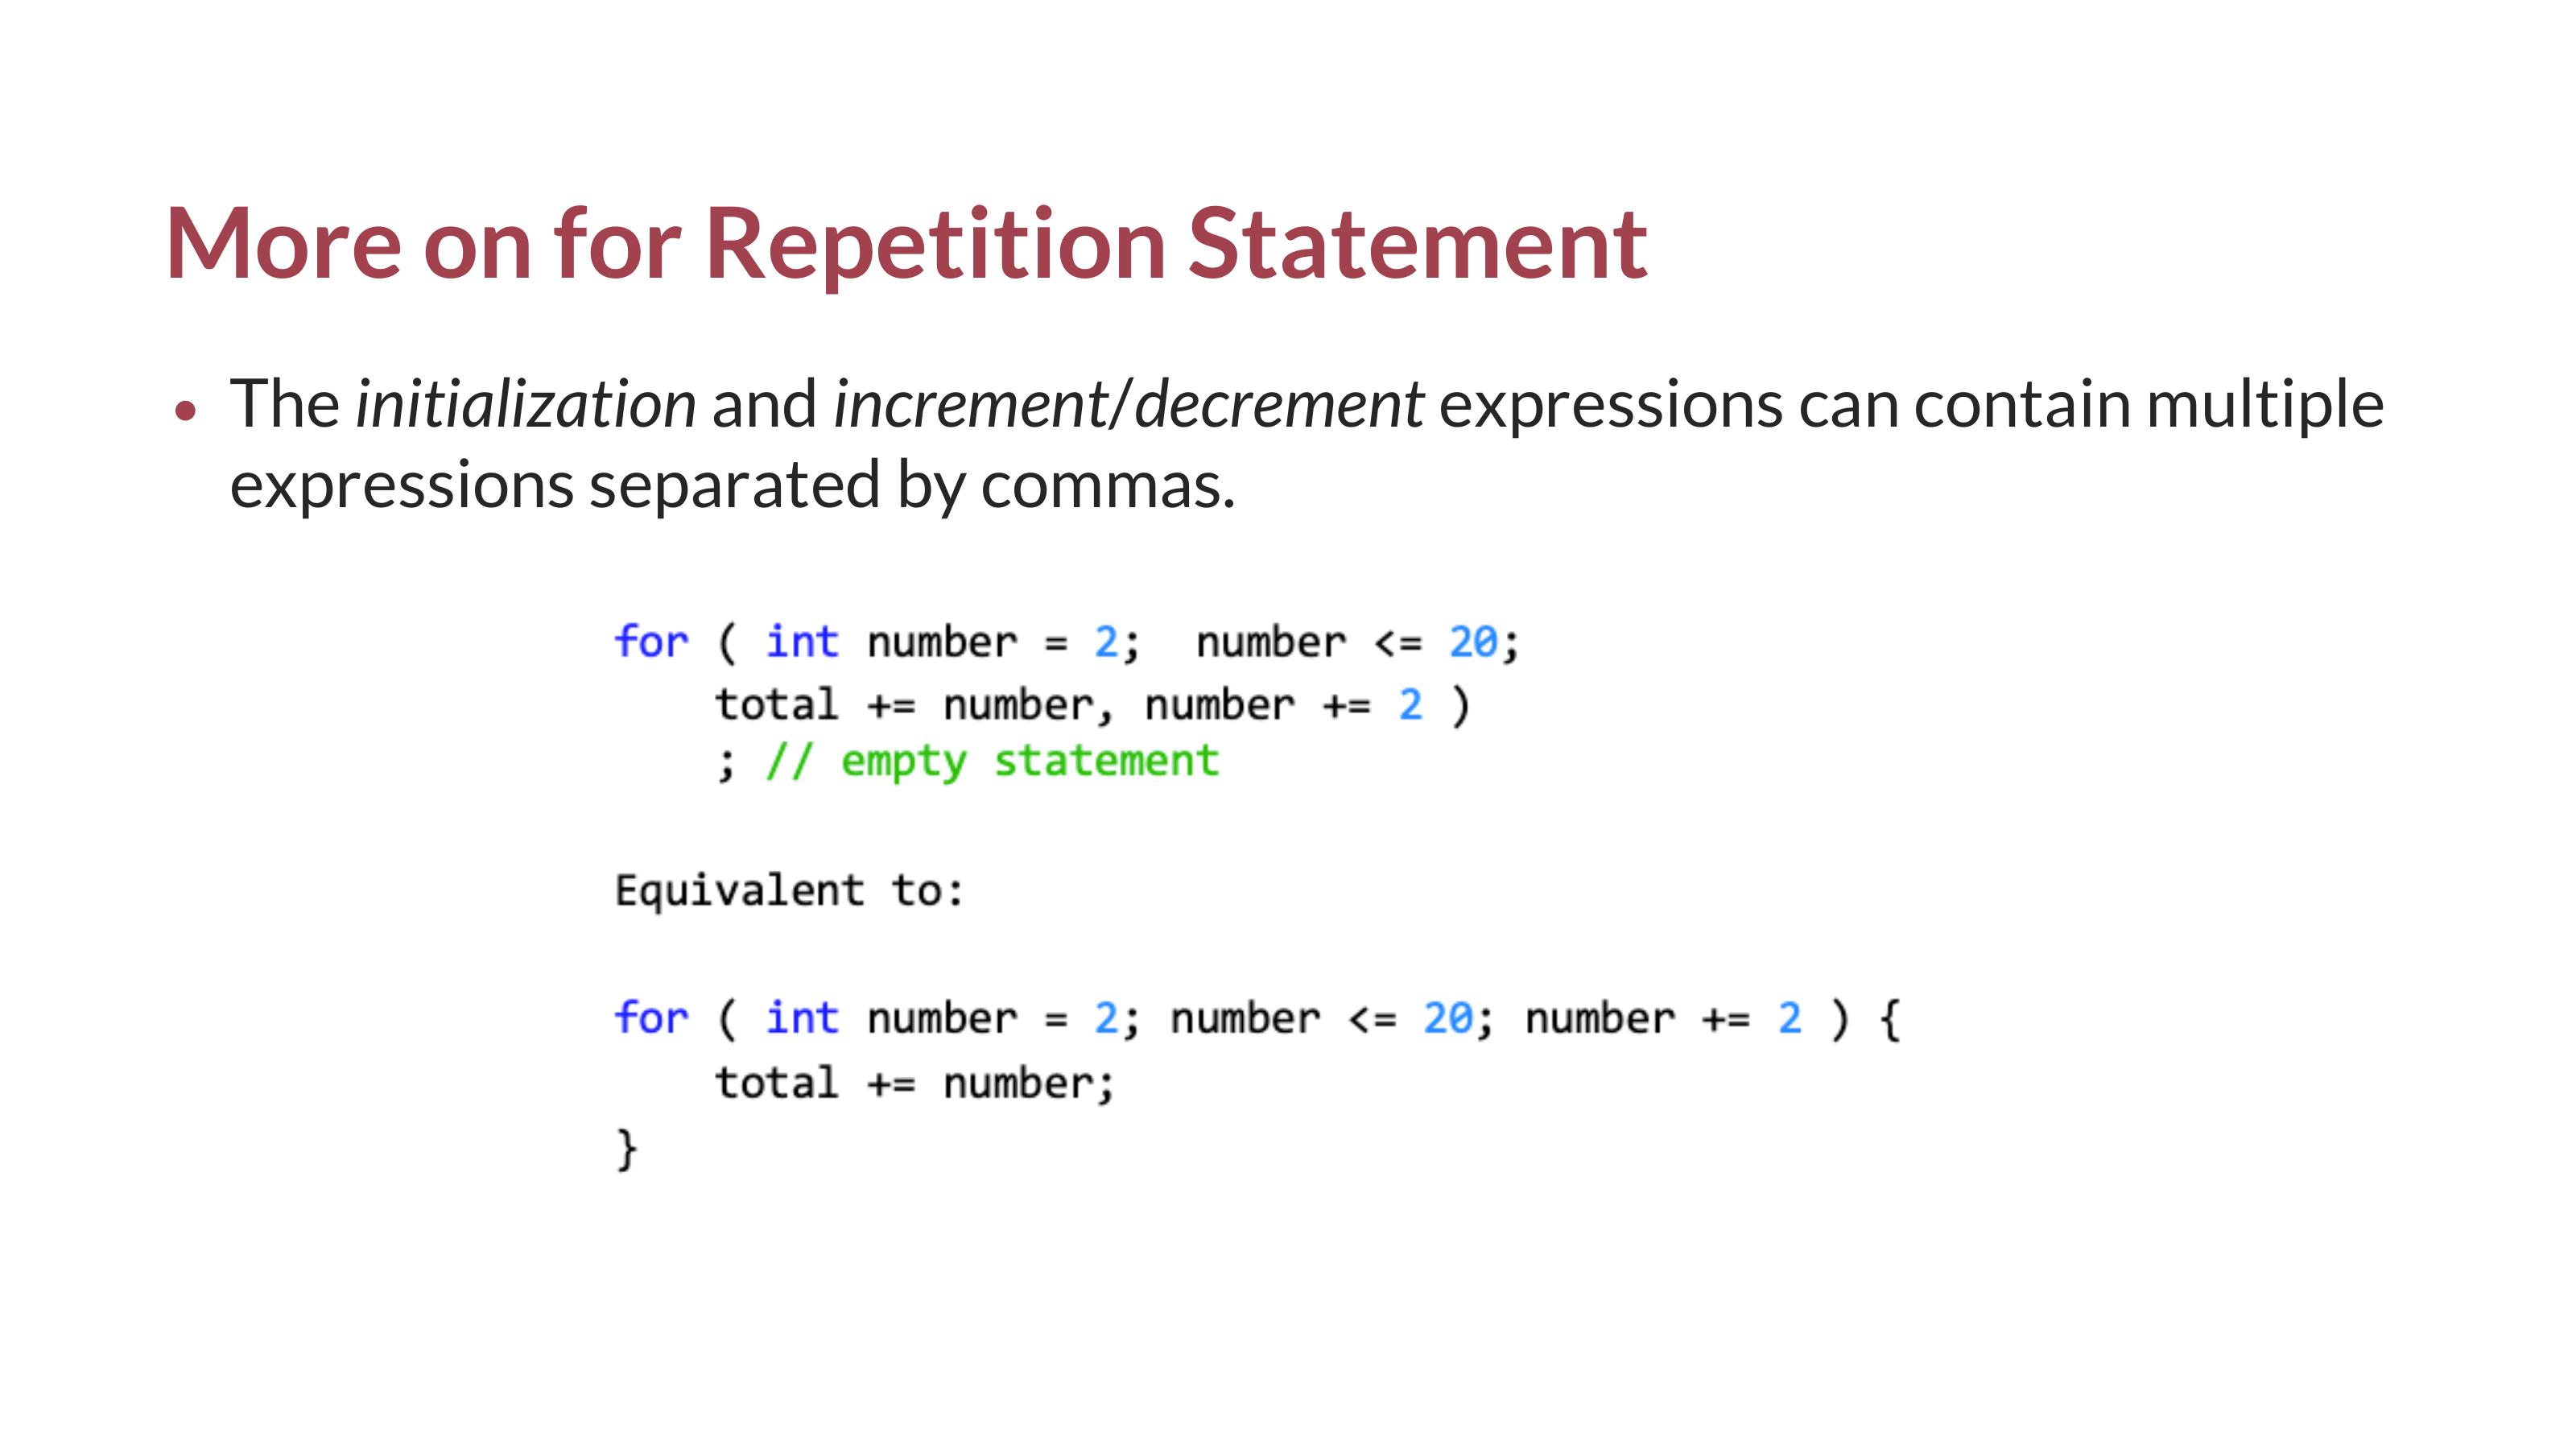 More on for Repetition Statement
• The initialization and increment/decrement expressions can contain multiple
expressions separated by commas.
for ( int number = 2;  number <= 20;
    total += number, number += 2 )
    ; // empty statement
Equivalent to:
for ( int number = 2; number <= 20; number += 2 ) {
    total += number;
}